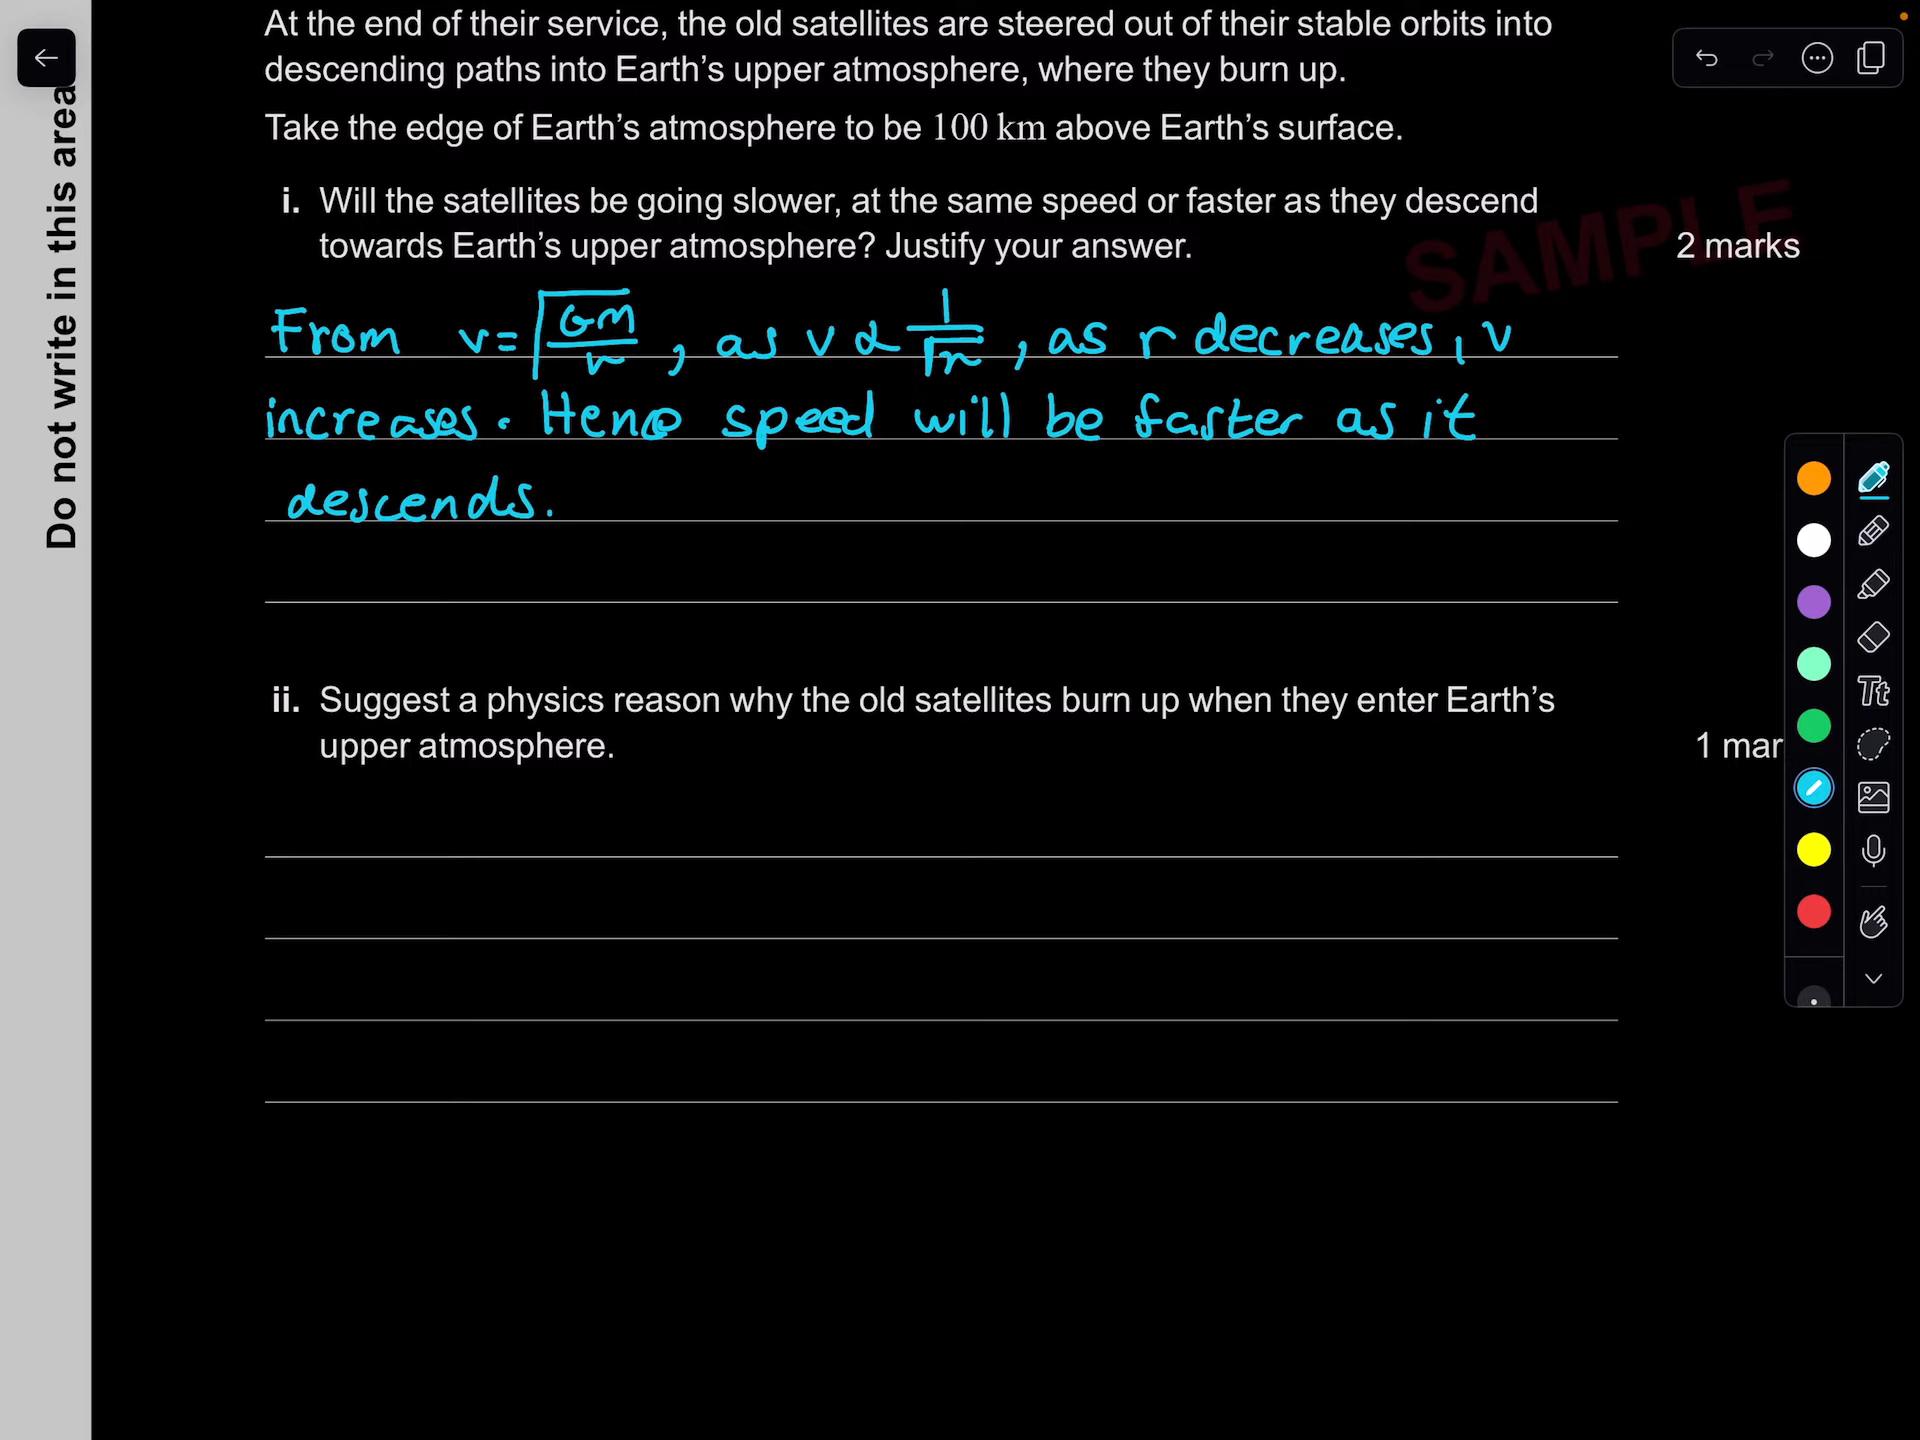 At the end of their service, the old satellites are steered out of their stable orbits into
descending paths into Earth’s upper atmosphere, where they burn up.
Take the edge of Earth’s atmosphere to be 100 km above Earth’s surface.
i. Will the satellites be going slower, at the same speed or faster as they descend
towards Earth’s upper atmosphere? Justify your answer.
2 marks
SAMPLE
From v=√(GM/r), as v ∝ 1/√r, as r decreases, v
increases. Hence speed will be faster as it
descends.
ii. Suggest a physics reason why the old satellites burn up when they enter Earth’s
upper atmosphere.
1 mar
Do not write in this area
Tt